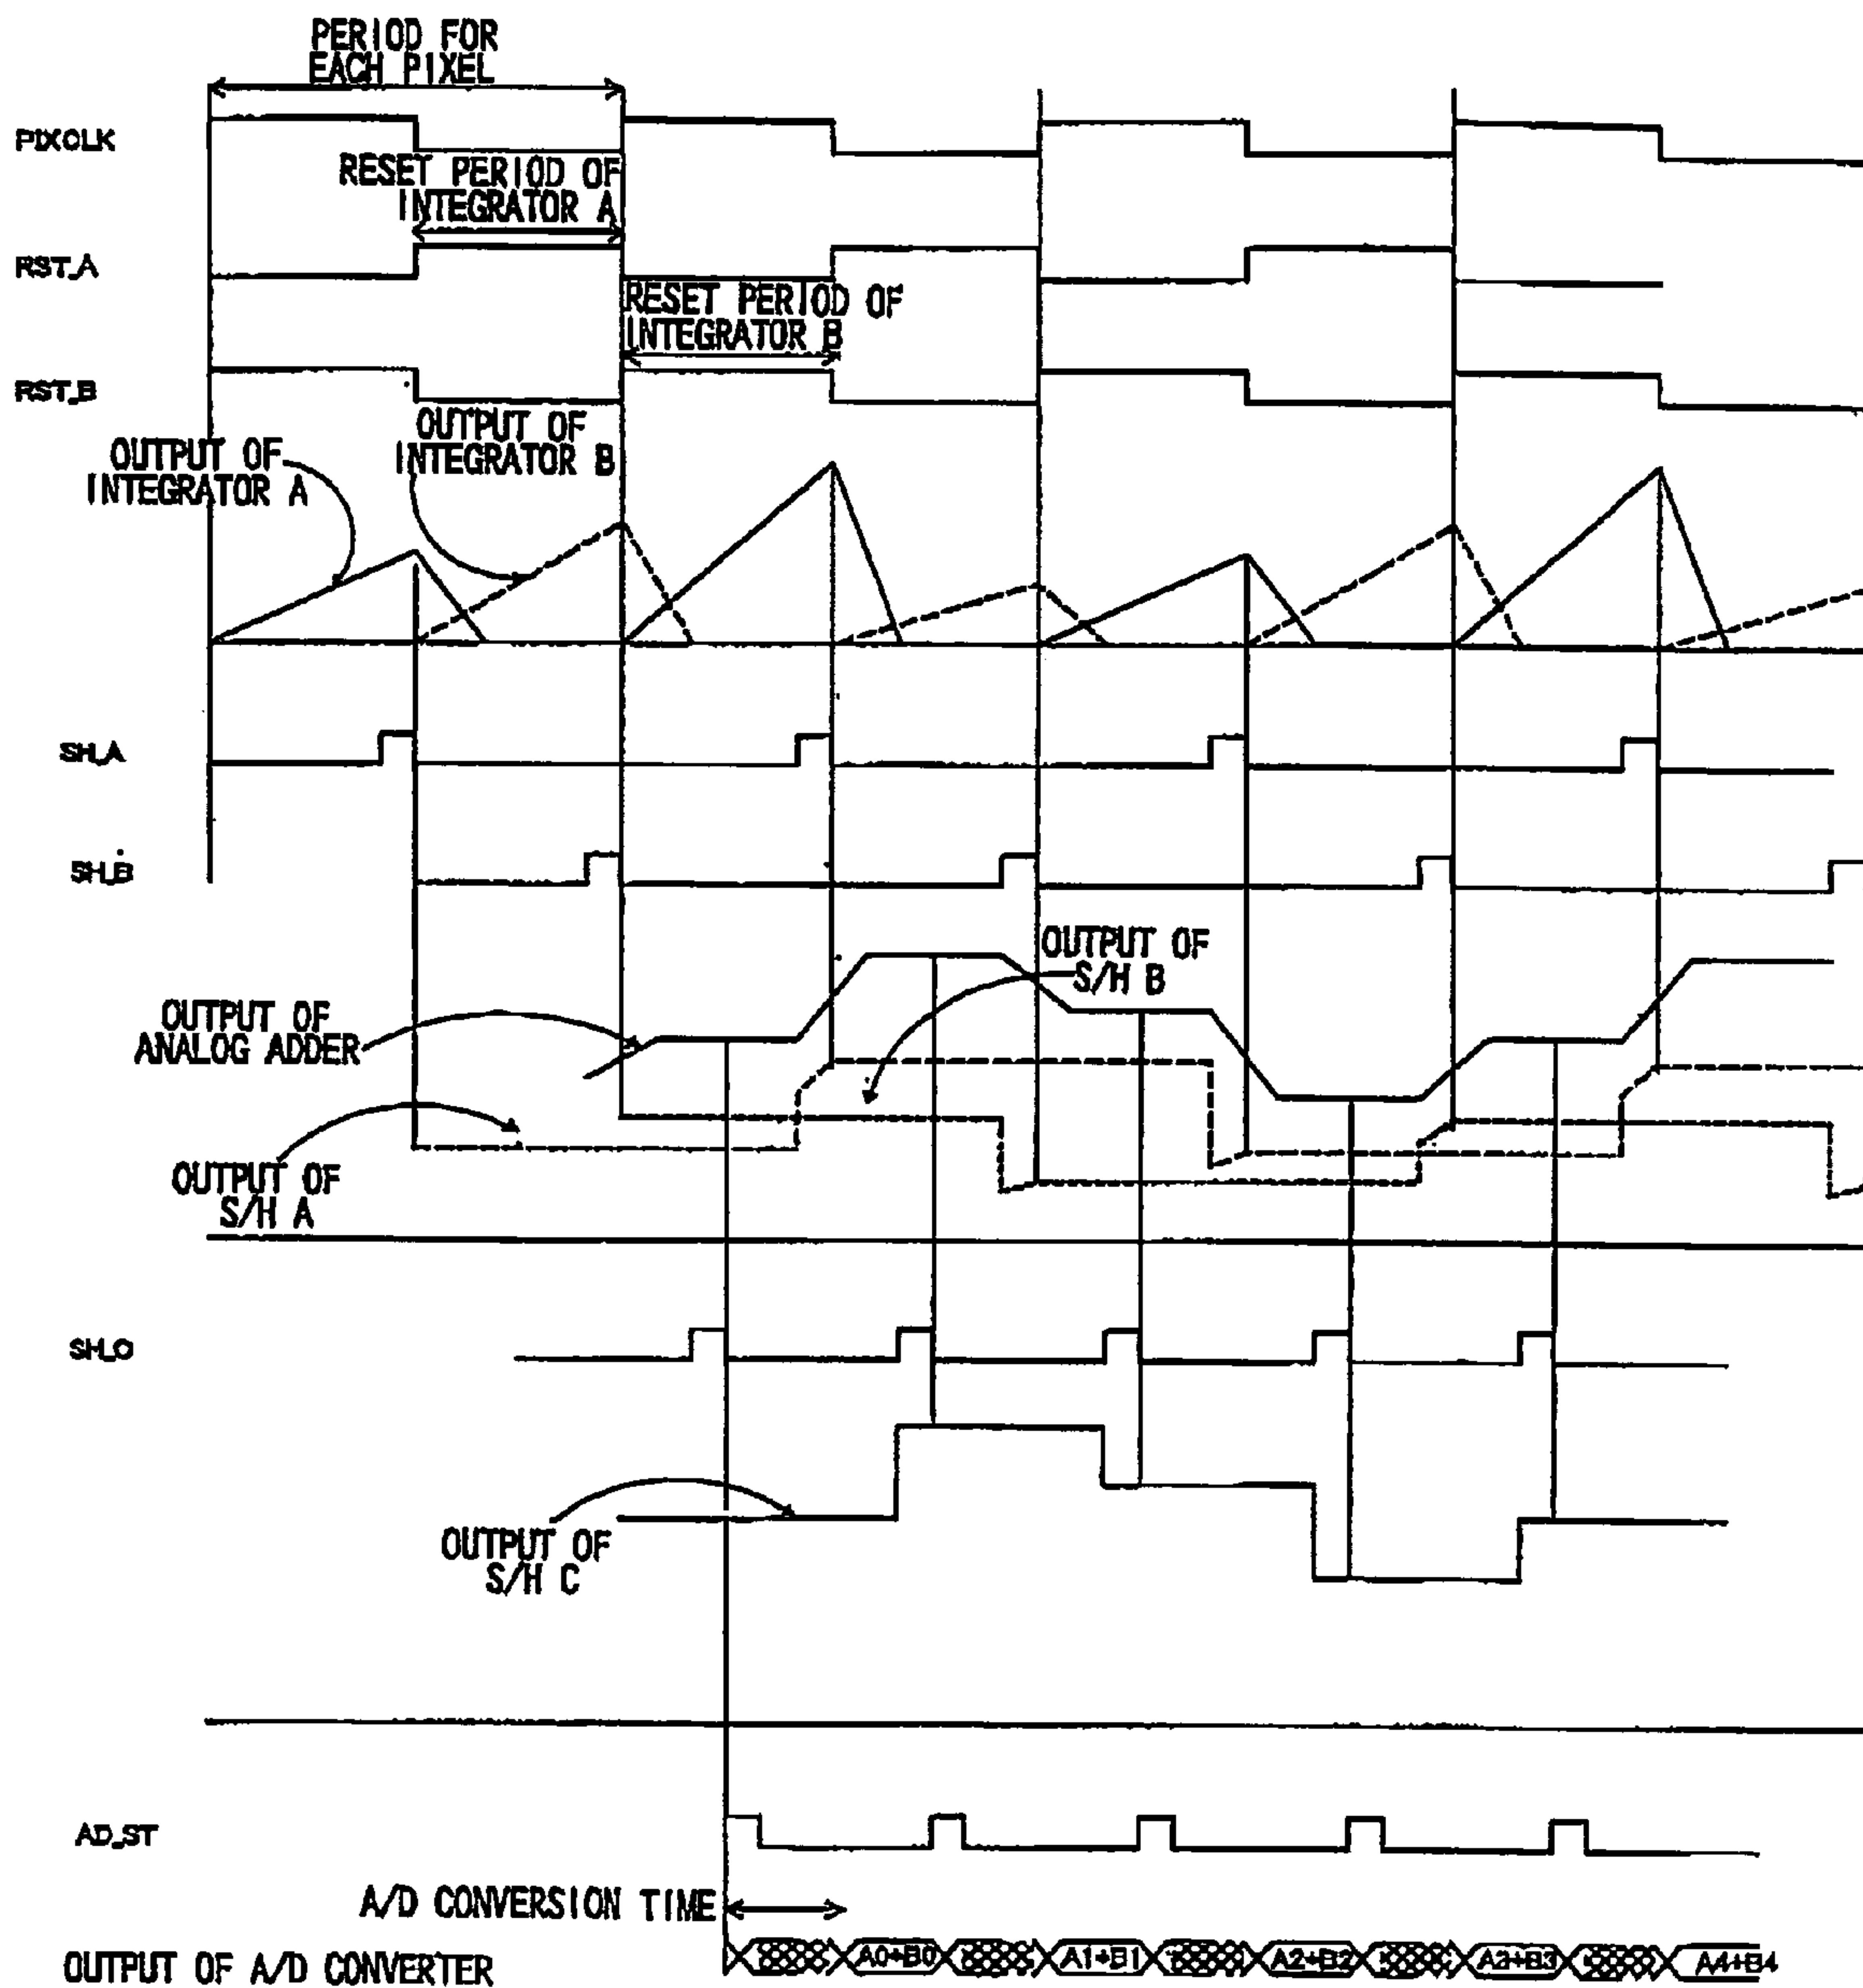 PERIOD FOR
EACH PIXEL
PIXCLK
RESET PERIOD OF
INTEGRATOR A
RST_A
RESET PERIOD OF
INTEGRATOR B
RST_B
OUTPUT OF
INTEGRATOR B
OUTPUT OF
INTEGRATOR A
SH_A
SH_B
OUTPUT OF
S/H B
OUTPUT OF
ANALOG ADDER
OUTPUT OF
S/H A
SH_C
OUTPUT OF
S/H C
AD_ST
A/D CONVERSION TIME
OUTPUT OF A/D CONVERTER
A0+B0
A1+B1
A2+B2
A3+B3
A4+B4